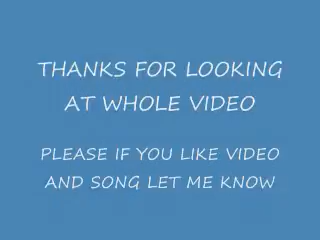 THANKS FOR LOOKING
AT WHOLE VIDEO
PLEASE IF YOU LIKE VIDEO
AND SONG LET ME KNOW